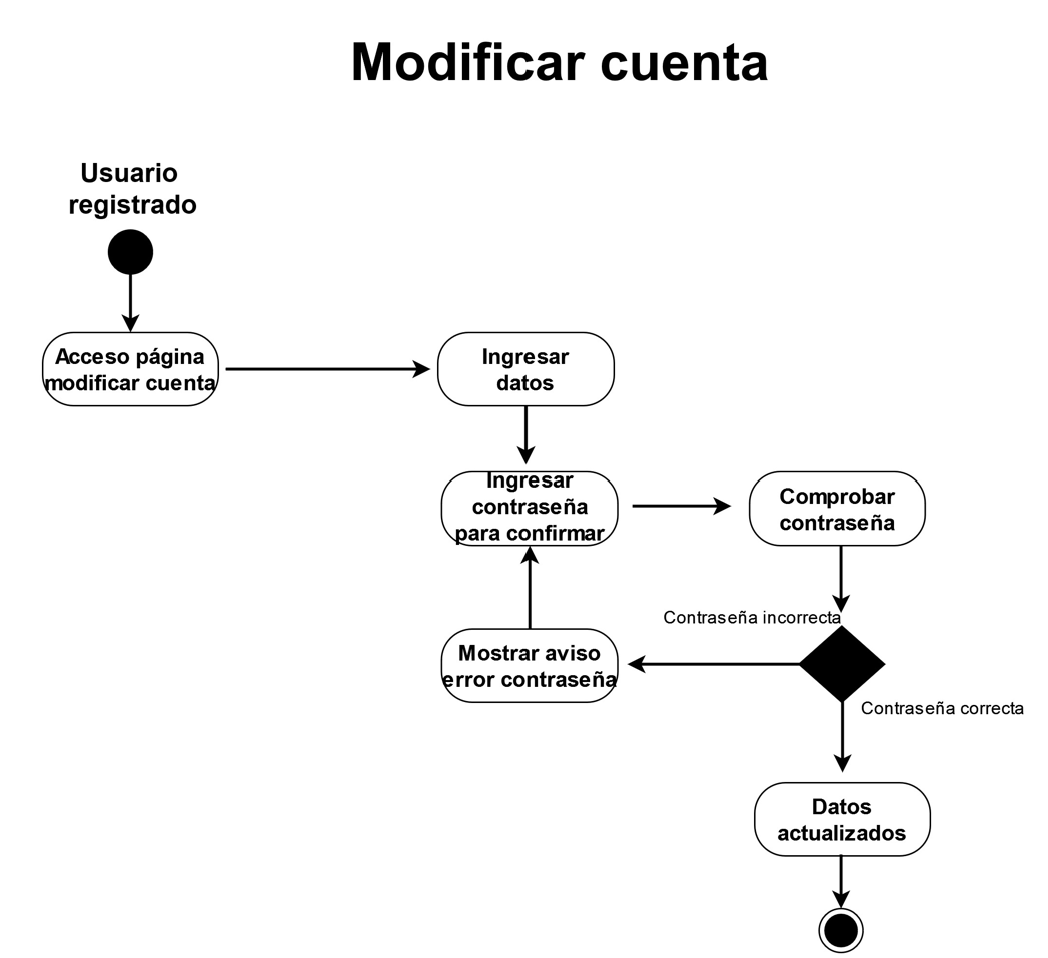 Modificar cuenta
Usuario
registrado
Acceso página
modificar cuenta
Ingresar
datos
Ingresar
contraseña
para confirmar
Comprobar
contraseña
Contraseña incorrecta
Mostrar aviso
error contraseña
Contraseña correcta
Datos
actualizados